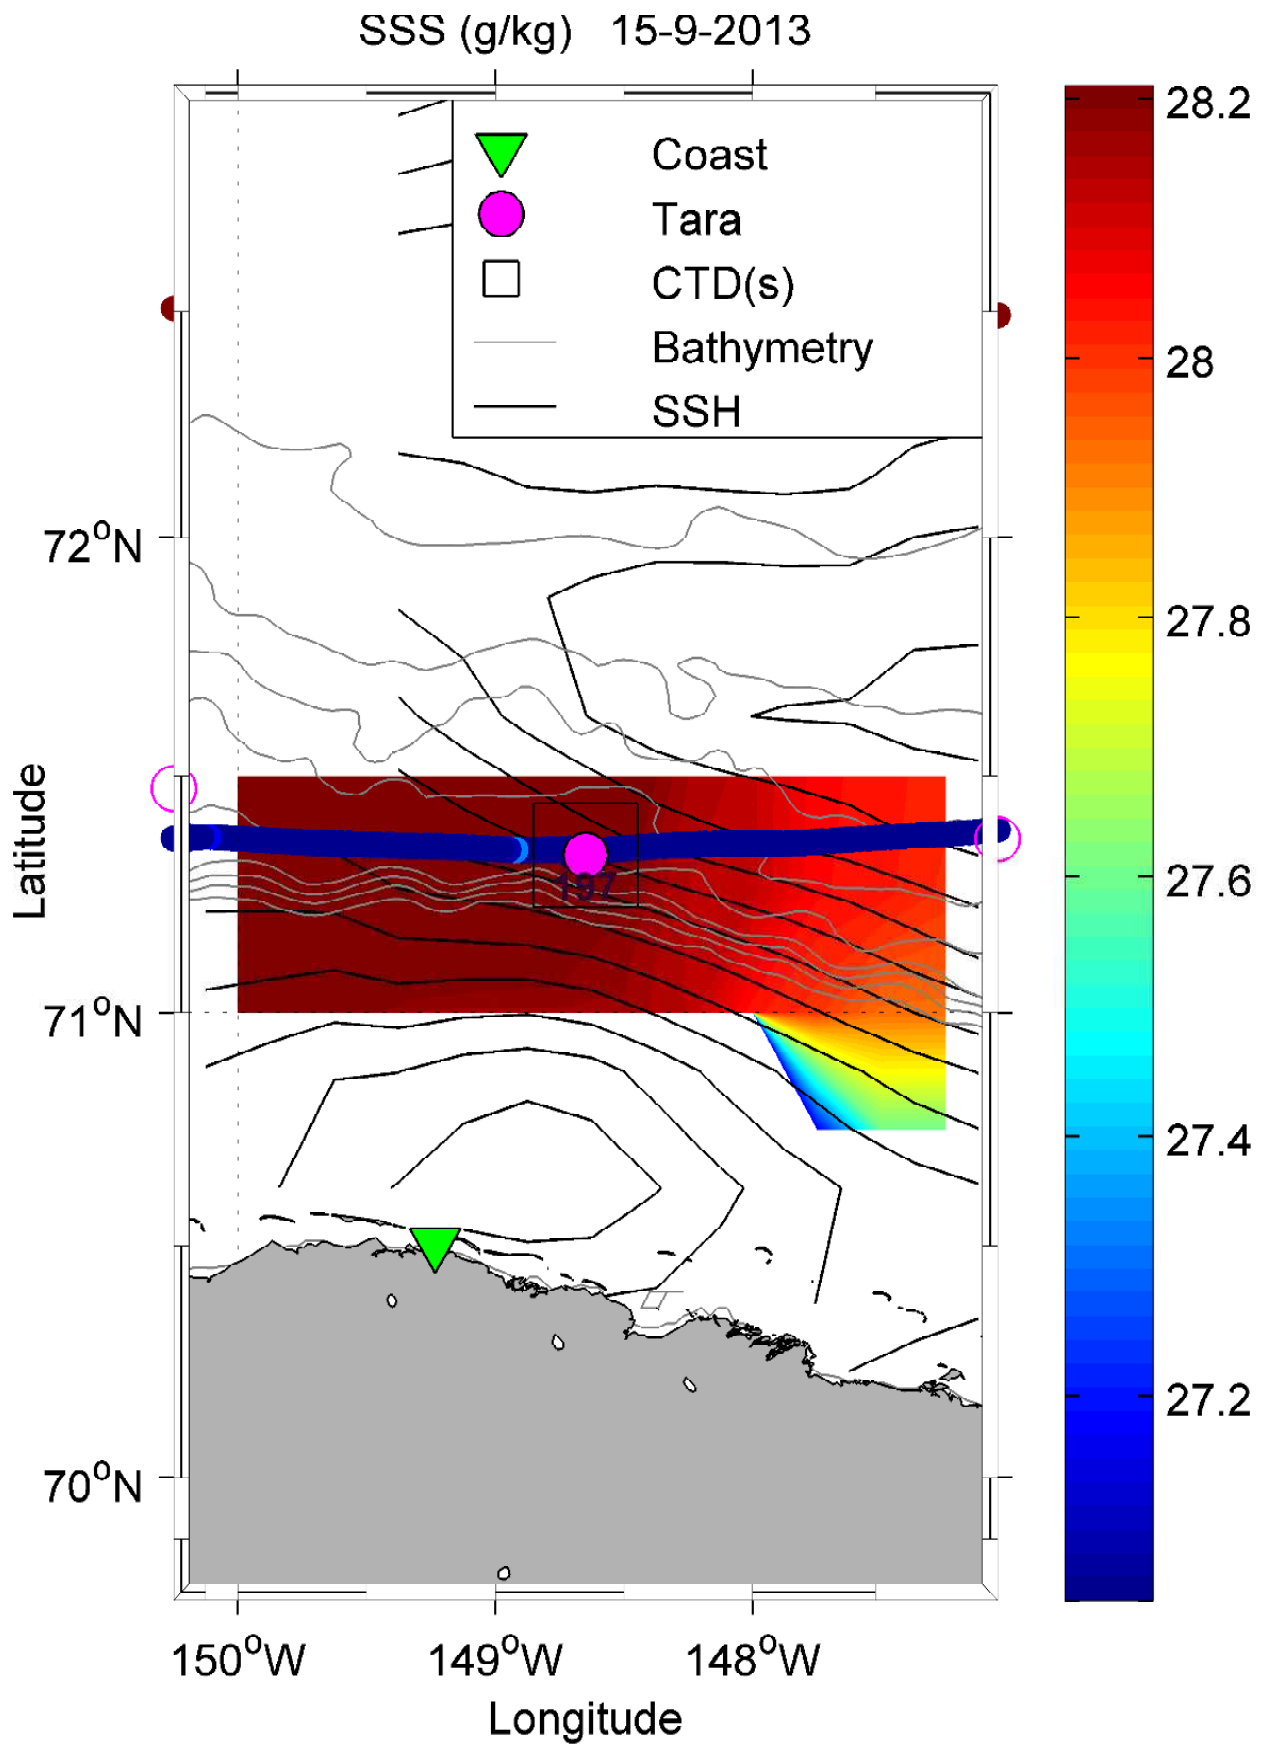 SSS (g/kg) 15-9-2013
Coast
Tara
CTD(s)
Bathymetry
SSH
28.2
28
27.8
27.6
27.4
27.2
72°N
71°N
70°N
Latitude
197
150°W 149°W 148°W
Longitude